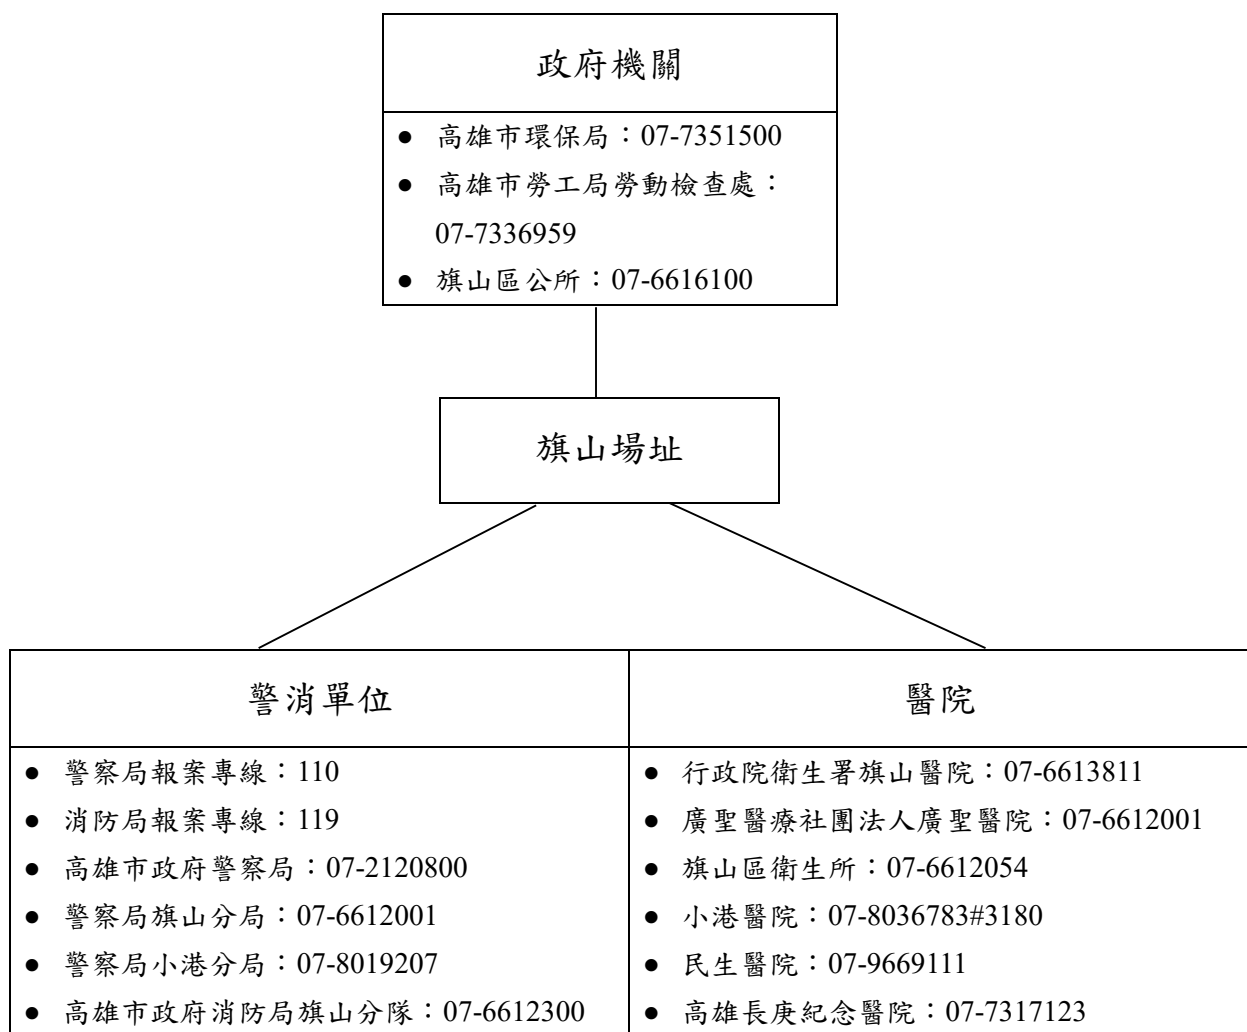 政府機關
● 高雄市環保局：07-7351500
● 高雄市勞工局勞動檢查處：
07-7336959
● 旗山區公所：07-6616100
旗山場址
警消單位
● 警察局報案專線：110
● 消防局報案專線：119
● 高雄市政府警察局：07-2120800
● 警察局旗山分局：07-6612001
● 警察局小港分局：07-8019207
● 高雄市政府消防局旗山分隊：07-6612300
醫院
● 行政院衛生署旗山醫院：07-6613811
● 廣聖醫療社團法人廣聖醫院：07-6612001
● 旗山區衛生所：07-6612054
● 小港醫院：07-8036783#3180
● 民生醫院：07-9669111
● 高雄長庚紀念醫院：07-7317123